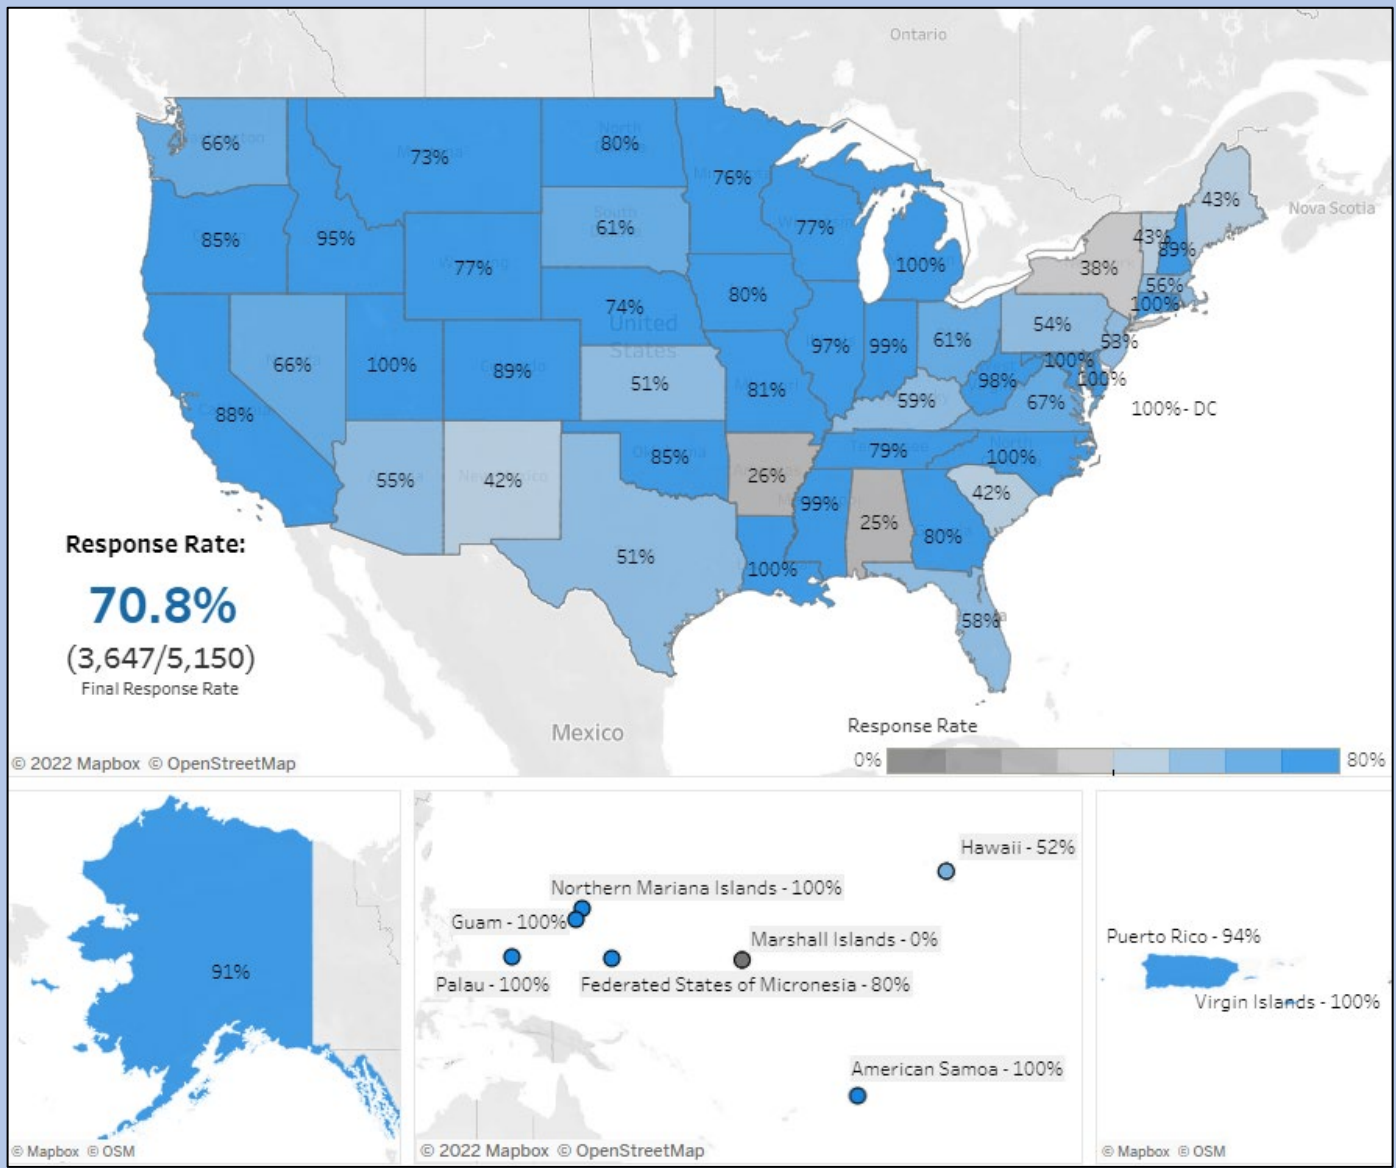 Ontario
Nova Scotia
66%
73%
80%
76%
43%
85%
95%
77%
61%
77%
100%
43%
89%
38%
56%
100%
80%
74%
United
States
54%
53%
66%
100%
89%
51%
81%
97%
99%
61%
100%
100%
98%
67%
59%
100% - DC
88%
55%
42%
85%
26%
79%
100%
99%
25%
80%
42%
51%
100%
58%
Response Rate:
70.8%
(3,647/5,150)
Final Response Rate
Mexico
Response Rate
0%
80%
© 2022 Mapbox © OpenStreetMap
91%
© Mapbox © OSM
Hawaii - 52%
Northern Mariana Islands - 100%
Guam - 100%
Marshall Islands - 0%
Palau - 100%
Federated States of Micronesia - 80%
American Samoa - 100%
© 2022 Mapbox © OpenStreetMap
Puerto Rico - 94%
Virgin Islands - 100%
© Mapbox © OSM